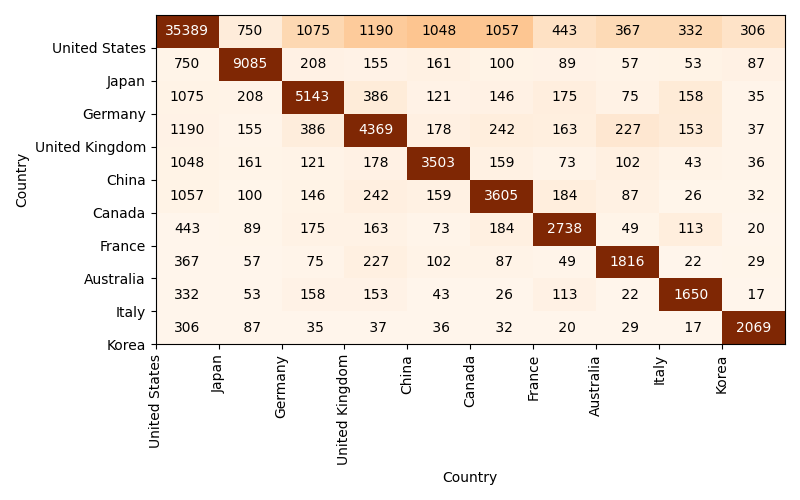 35389 750 1075 1190 1048 1057 443 367 332 306
United States
750 9085 208 155 161 100 89 57 53 87
Japan
1075 208 5143 386 121 146 175 75 158 35
Germany
1190 155 386 4369 178 242 163 227 153 37
United Kingdom
1048 161 121 178 3503 159 73 102 43 36
China
1057 100 146 242 159 3605 184 87 26 32
Canada
443 89 175 163 73 184 2738 49 113 20
France
367 57 75 227 102 87 49 1816 22 29
Australia
332 53 158 153 43 26 113 22 1650 17
Italy
306 87 35 37 36 32 20 29 17 2069
Korea
Country
United States
Japan
Germany
United Kingdom
China
Canada
France
Australia
Italy
Korea
Country